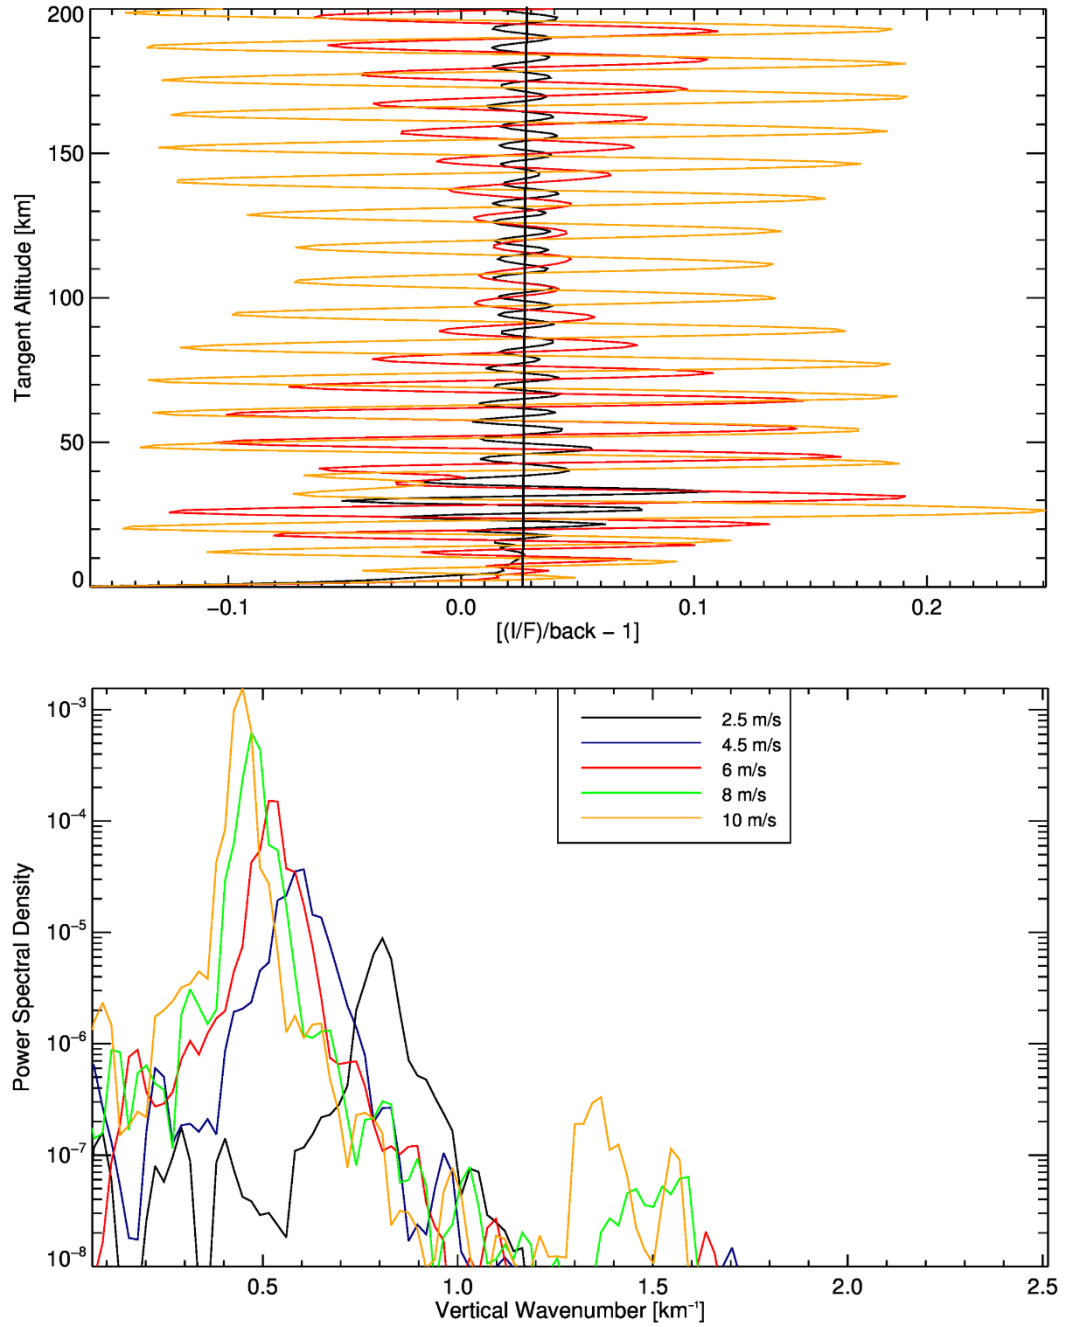 200
150
100
50
0
Tangent Altitude [km]
−0.1 0.0 0.1 0.2
[(I/F)/back − 1]
10⁻³
10⁻⁴
10⁻⁵
10⁻⁶
10⁻⁷
10⁻⁸
Power Spectral Density
2.5 m/s
4.5 m/s
6 m/s
8 m/s
10 m/s
0.5 1.0 1.5 2.0 2.5
Vertical Wavenumber [km⁻¹]